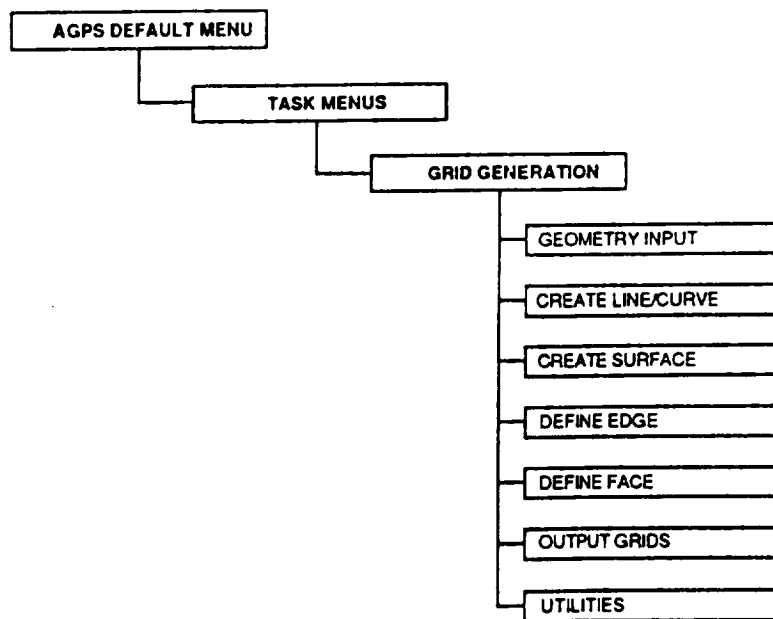 AGPS DEFAULT MENU
TASK MENUS
GRID GENERATION
GEOMETRY INPUT
CREATE LINE/CURVE
CREATE SURFACE
DEFINE EDGE
DEFINE FACE
OUTPUT GRIDS
UTILITIES